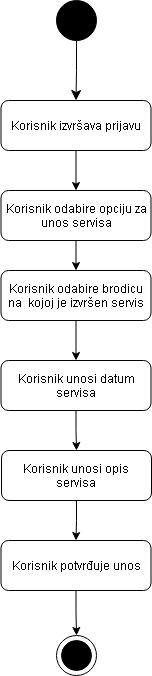 Korisnik izvršava prijavu
Korisnik odabire opciju za
unos servisa
Korisnik odabire brodicu
na kojoj je izvršen servis
Korisnik unosi datum
servisa
Korisnik unosi opis
servisa
Korisnik potvrđuje unos